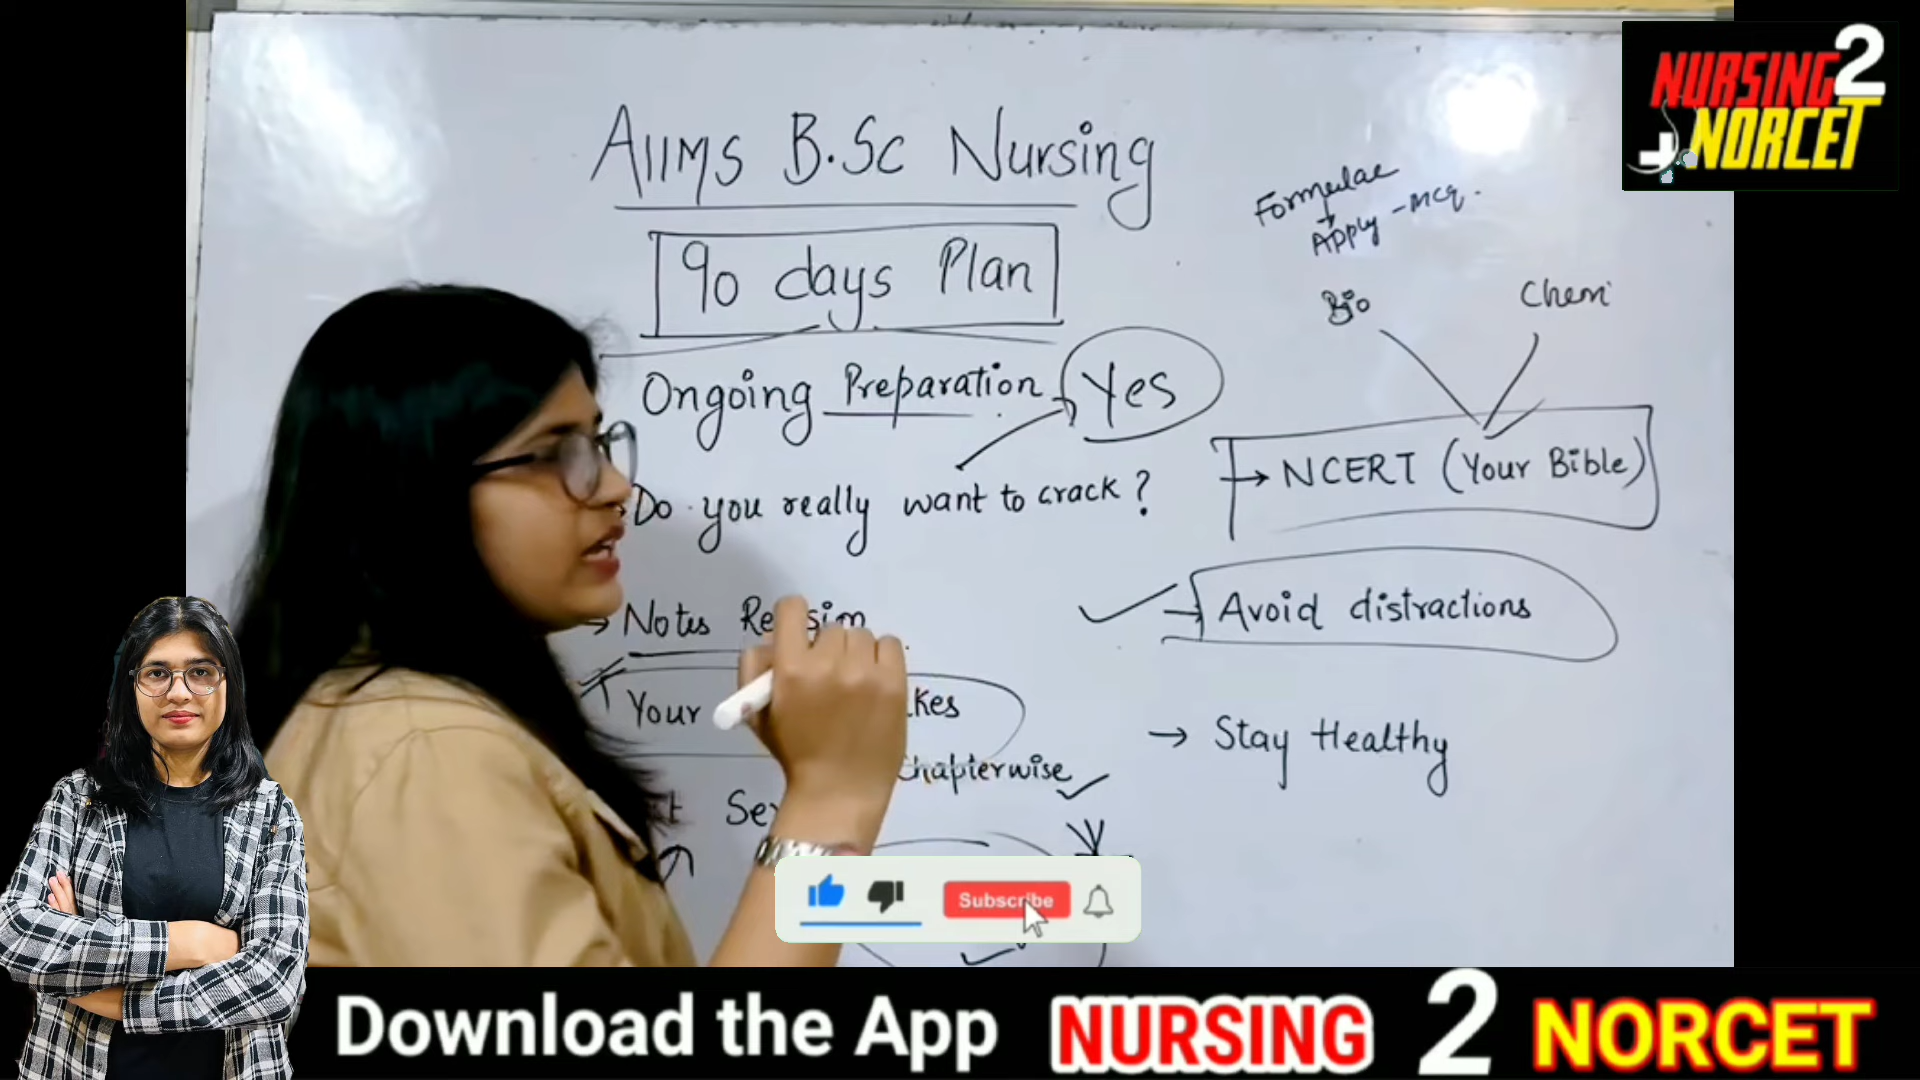 AIIMS B.Sc Nursing
90 days Plan
Ongoing Preparation Yes
Do you really want to crack?
Notes
Your
Chapterwise
Formulae
Apply - mcq.
Bio Chem
NCERT (Your Bible)
Avoid distractions
Stay Healthy
NURSING 2
NORCET
Subscribe
Download the App NURSING 2 NORCET